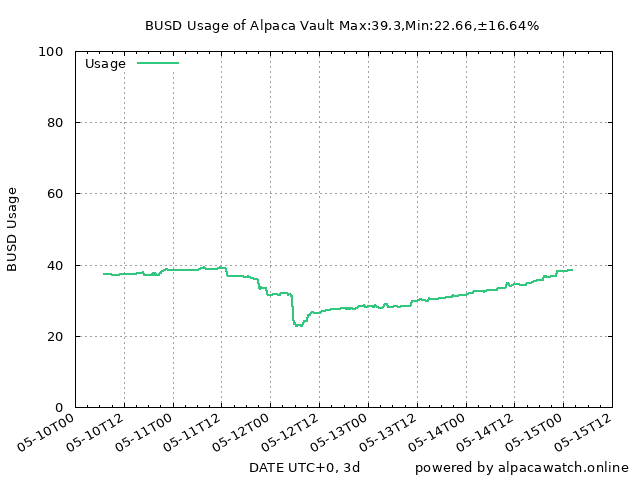 BUSD Usage of Alpaca Vault Max:39.3,Min:22.66,±16.64%
Usage
BUSD Usage
100
80
60
40
20
0
05-10T00
05-10T12
05-11T00
05-11T12
05-12T00
05-12T12
05-13T00
05-13T12
05-14T00
05-14T12
05-15T00
05-15T12
DATE UTC+0, 3d
powered by alpacawatch.online